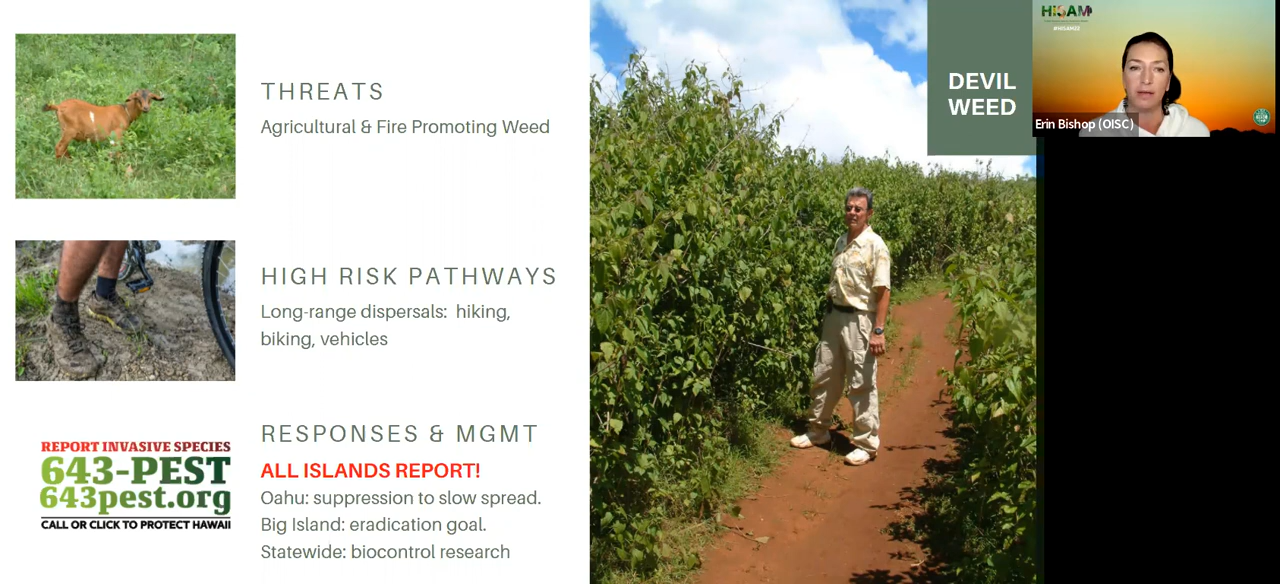 THREATS
Agricultural & Fire Promoting Weed
HIGH RISK PATHWAYS
Long-range dispersals: hiking,
biking, vehicles
REPORT INVASIVE SPECIES
643-PEST
643pest.org
CALL OR CLICK TO PROTECT HAWAII
RESPONSES & MGMT
ALL ISLANDS REPORT!
Oahu: suppression to slow spread.
Big Island: eradication goal.
Statewide: biocontrol research
DEVIL
WEED
HISAM
#HISAM22
Erin Bishop (OISC)